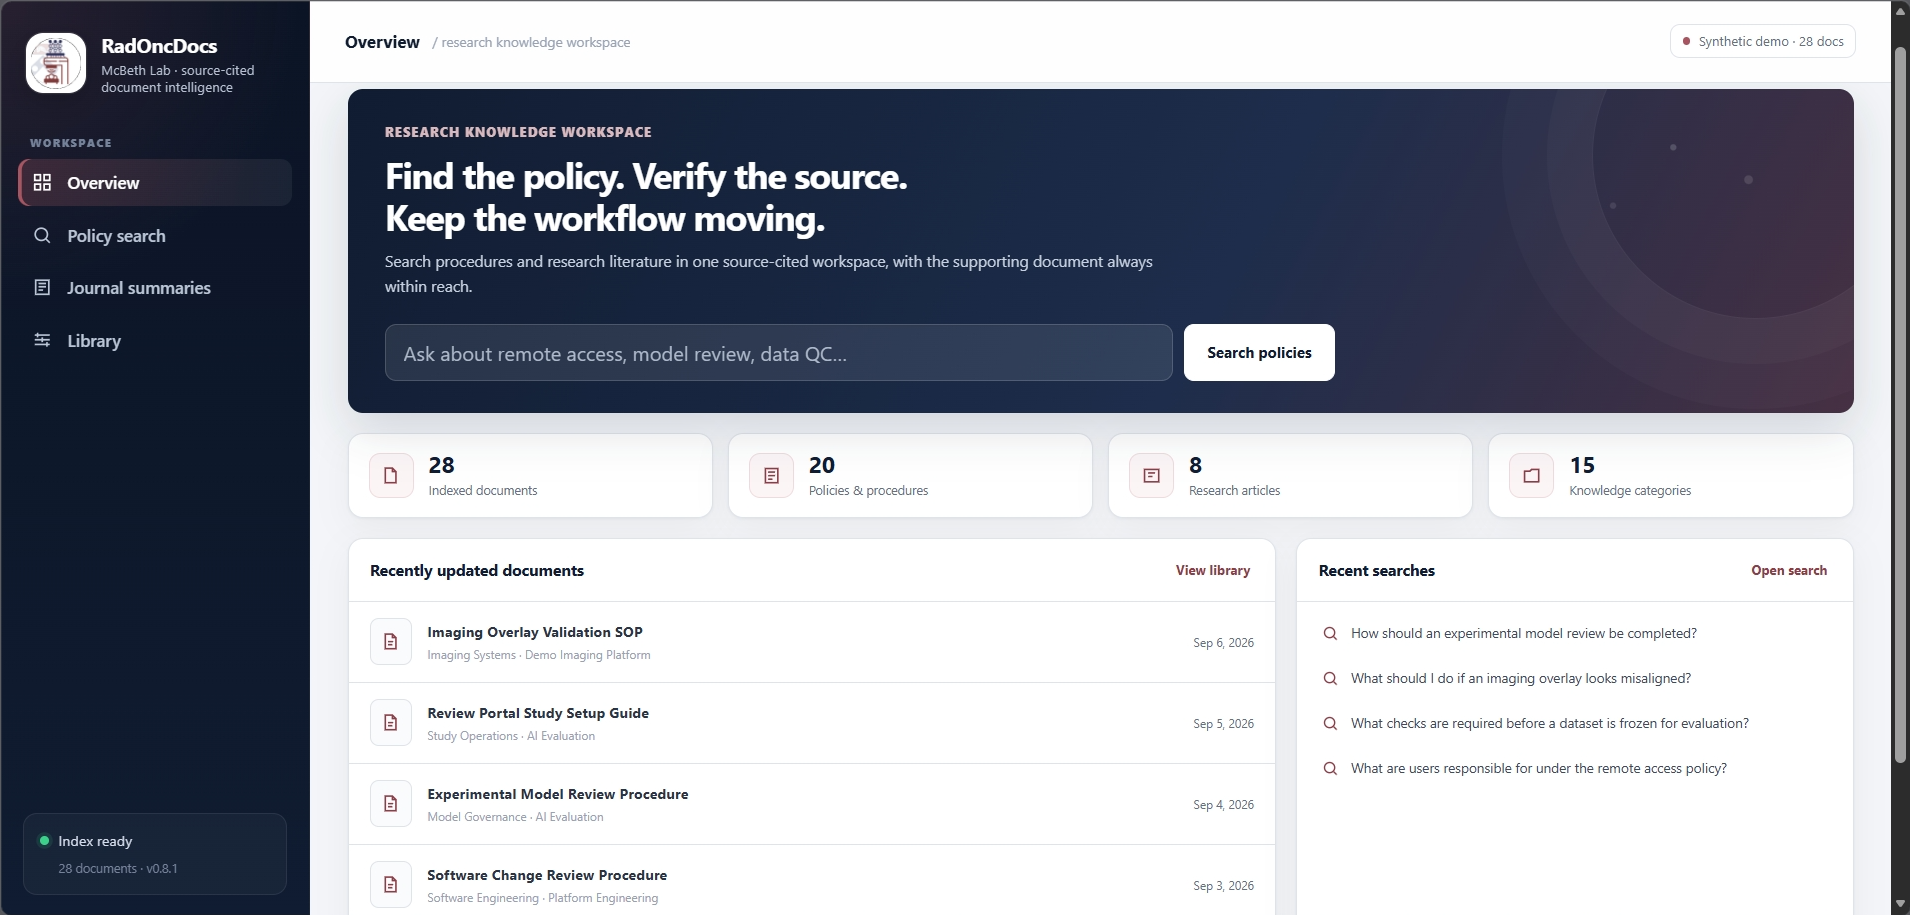 RadOncDocs
McBeth Lab · source-cited
document intelligence
WORKSPACE
Overview
Policy search
Journal summaries
Library
Index ready
28 documents · v0.8.1
Overview / research knowledge workspace
Synthetic demo · 28 docs
RESEARCH KNOWLEDGE WORKSPACE
Find the policy. Verify the source.
Keep the workflow moving.
Search procedures and research literature in one source-cited workspace, with the supporting document always
within reach.
Ask about remote access, model review, data QC...
Search policies
28
Indexed documents
20
Policies & procedures
8
Research articles
15
Knowledge categories
Recently updated documents
View library
Imaging Overlay Validation SOP
Imaging Systems · Demo Imaging Platform
Sep 6, 2026
Review Portal Study Setup Guide
Study Operations · AI Evaluation
Sep 5, 2026
Experimental Model Review Procedure
Model Governance · AI Evaluation
Sep 4, 2026
Software Change Review Procedure
Software Engineering · Platform Engineering
Sep 3, 2026
Recent searches
Open search
How should an experimental model review be completed?
What should I do if an imaging overlay looks misaligned?
What checks are required before a dataset is frozen for evaluation?
What are users responsible for under the remote access policy?